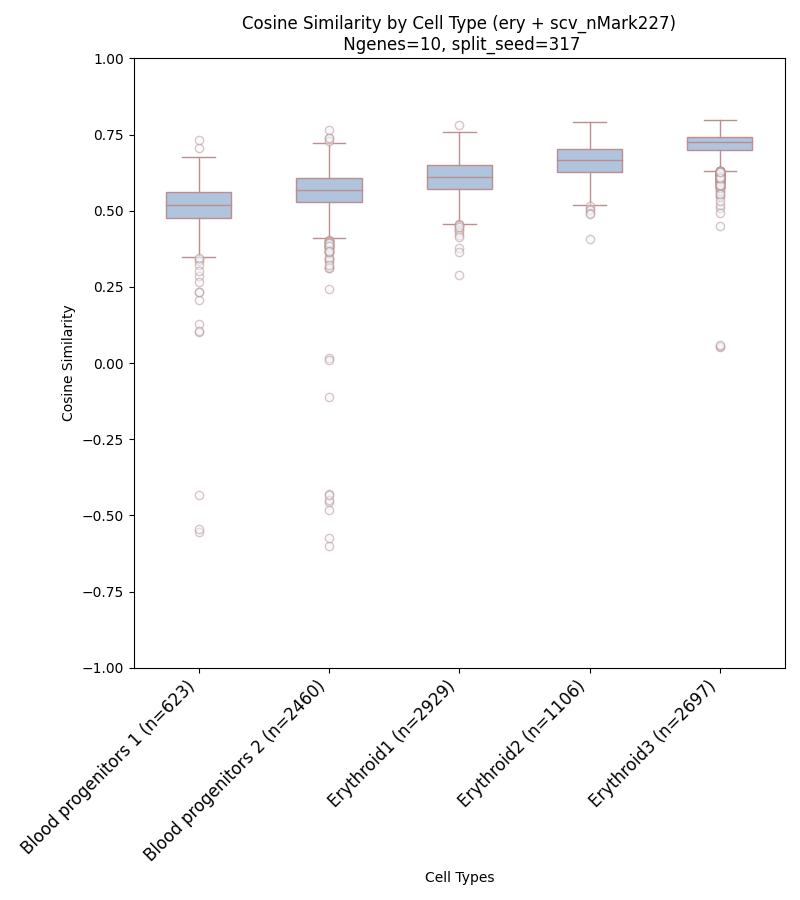 Cosine Similarity by Cell Type (ery + scv_nMark227)
Ngenes=10, split_seed=317
1.00
0.75
0.50
0.25
0.00
−0.25
−0.50
−0.75
−1.00
Cosine Similarity
Blood progenitors 1 (n=623)
Blood progenitors 2 (n=2460)
Erythroid1 (n=2929)
Erythroid2 (n=1106)
Erythroid3 (n=2697)
Cell Types